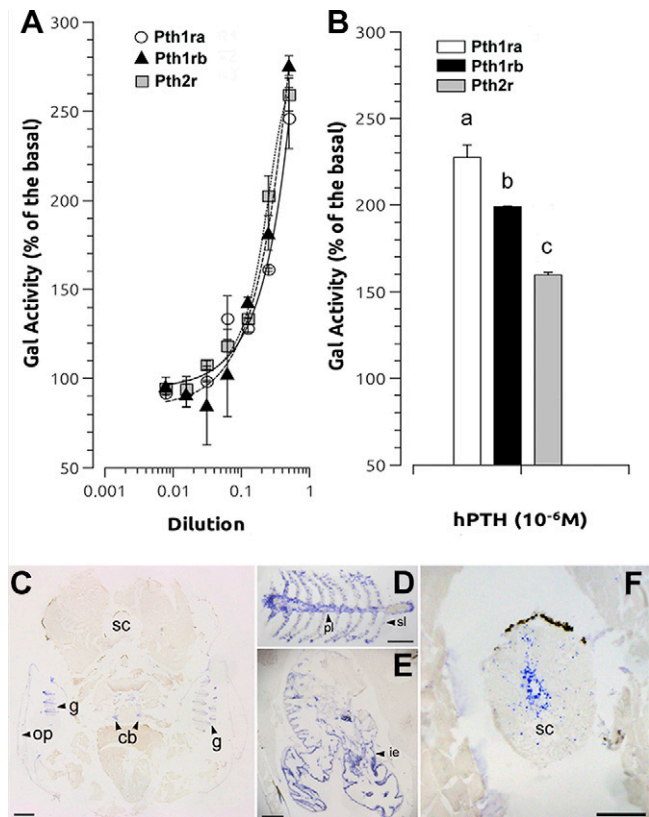 A
Pth1ra
Pth1rb
Pth2r
Gal Activity (% of the basal)
300
250
200
150
100
50
0.001
0.01
0.1
1
Dilution
B
Pth1ra
Pth1rb
Pth2r
Gal Activity (% of the basal)
300
250
200
150
100
50
a
b
c
hPTH (10⁻⁶M)
C
sc
g
op
cb
g
D
pl
sl
E
ie
F
sc